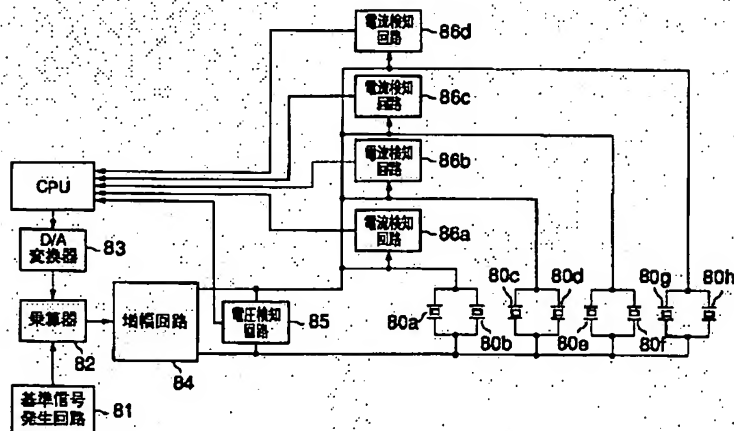 電流検知
回路
86d
電流検知
回路
86c
電流検知
回路
86b
電流検知
回路
86a
CPU
D/A
変換器
83
乗算器
82
増幅回路
84
電圧検知
回路
85
基準信号
発生回路
81
80a
80b
80c
80d
80e
80f
80g
80h